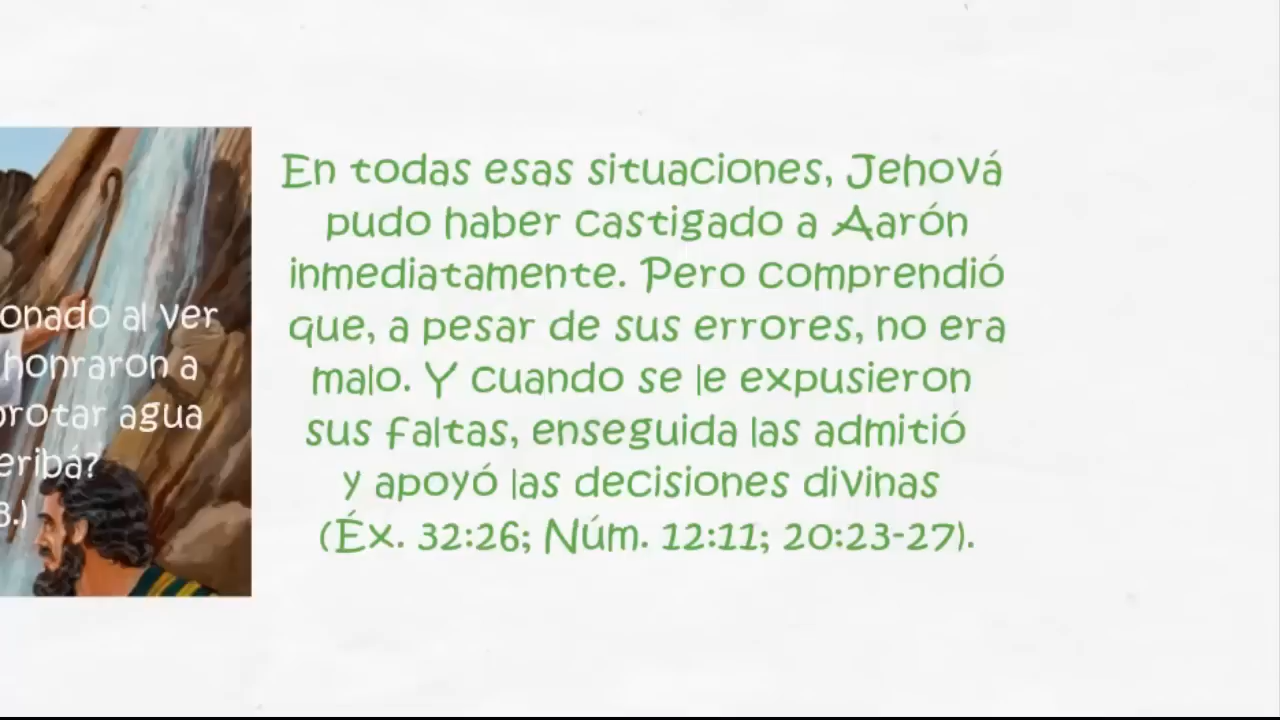 onado al ver
honraron a
brotar agua
eribá?
8.)
En todas esas situaciones, Jehová
pudo haber castigado a Aarón
inmediatamente. Pero comprendió
que, a pesar de sus errores, no era
malo. Y cuando se le expusieron
sus faltas, enseguida las admitió
y apoyó las decisiones divinas
(Éx. 32:26; Núm. 12:11; 20:23-27).